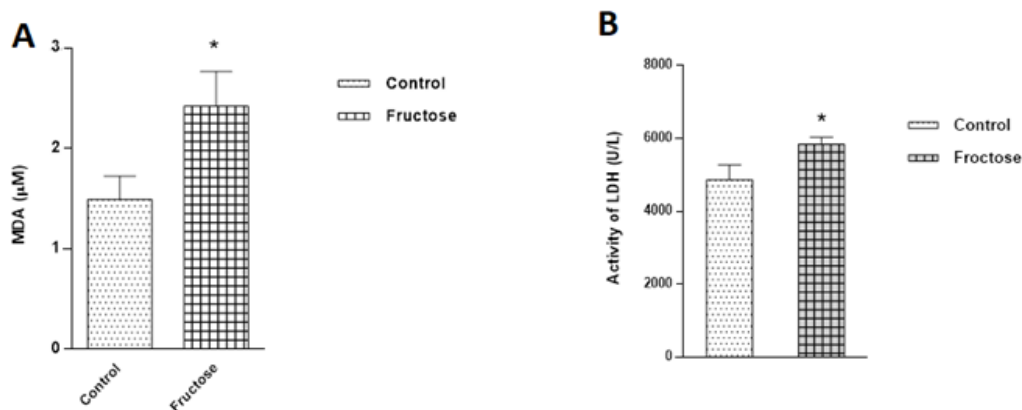 A
3
2
1
0
MDA (μM)
*
Control
Fructose
Control
Fructose
B
8000
6000
4000
2000
0
Activity of LDH (U/L)
*
Control
Froctose